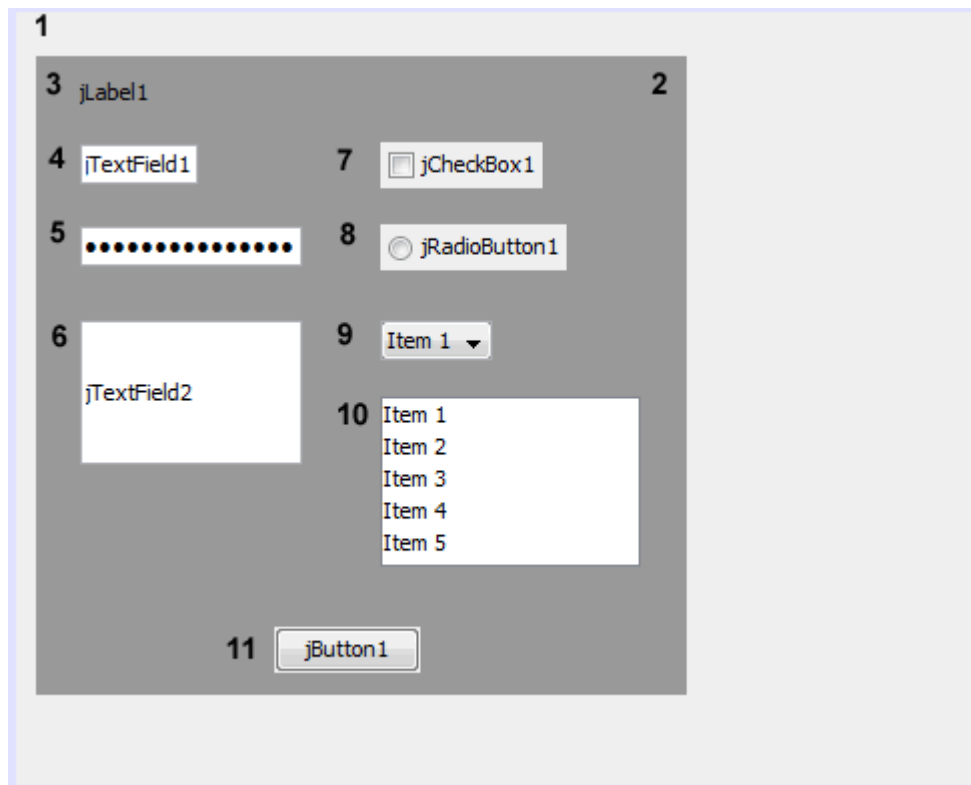 1
3 jLabel1 2
4 jTextField1 7 jCheckBox1
5 ●●●●●●●●●●●●●●● 8 jRadioButton1
6 jTextField2 9 Item 1
10 Item 1
Item 2
Item 3
Item 4
Item 5
11 jButton1